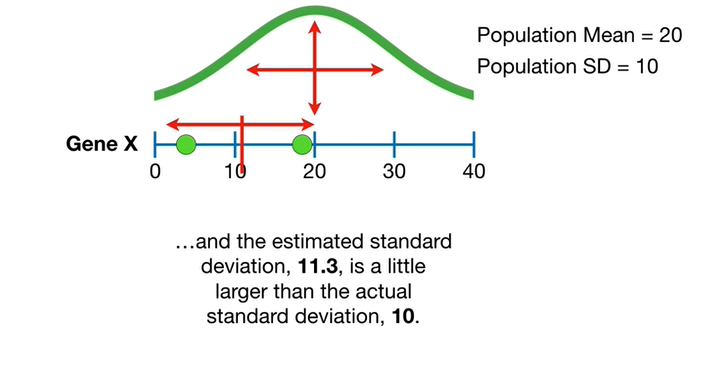 Population Mean = 20
Population SD = 10
Gene X
0 10 20 30 40
…and the estimated standard
deviation, 11.3, is a little
larger than the actual
standard deviation, 10.